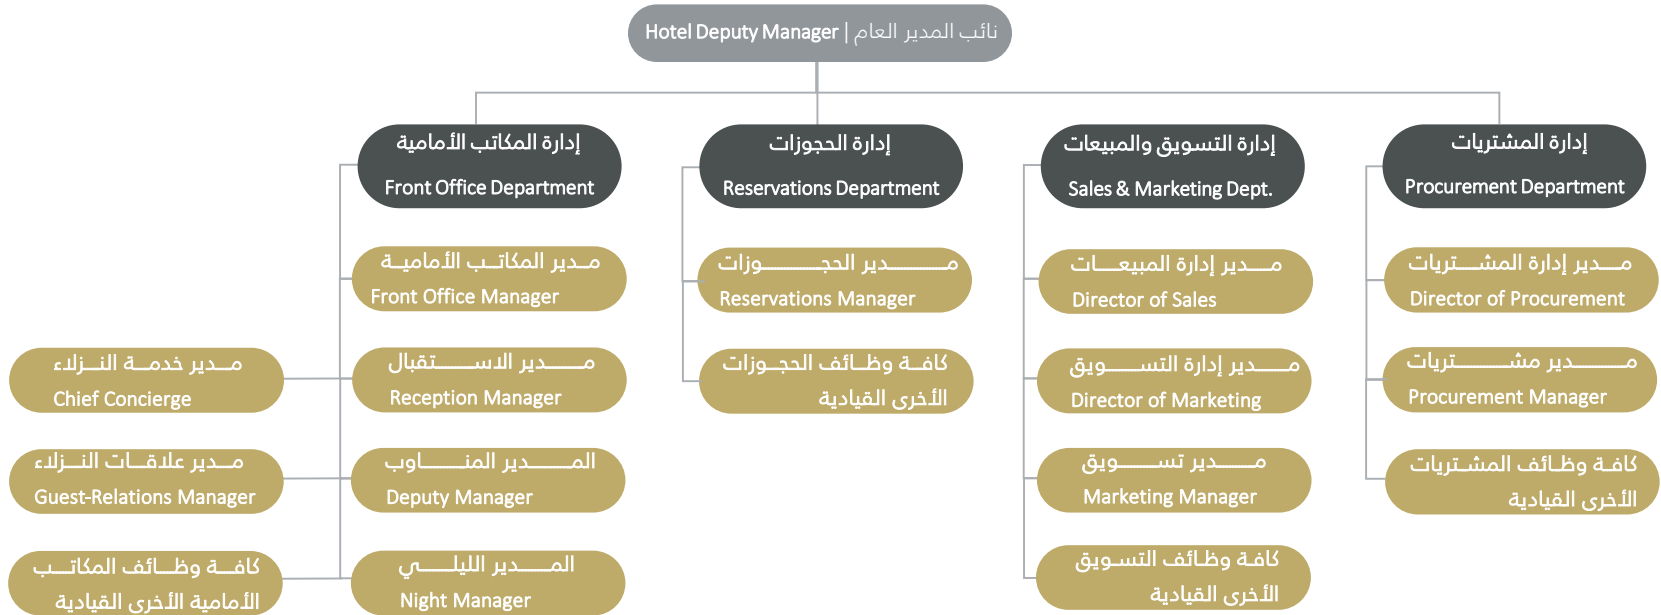 Hotel Deputy Manager | نائب المدير العام
إدارة المكاتب الأمامية
Front Office Department
مدير المكاتب الأمامية
Front Office Manager
مدير الاستقبال
Reception Manager
المدير المناوب
Deputy Manager
المدير الليلي
Night Manager
مدير خدمة النزلاء
Chief Concierge
مدير علاقات النزلاء
Guest-Relations Manager
كافة وظائف المكاتب
الأمامية الأخرى القيادية
إدارة الحجوزات
Reservations Department
مدير الحجوزات
Reservations Manager
كافة وظائف الحجوزات
الأخرى القيادية
إدارة التسويق والمبيعات
Sales & Marketing Dept.
مدير إدارة المبيعات
Director of Sales
مدير إدارة التسويق
Director of Marketing
مدير تسويق
Marketing Manager
كافة وظائف التسويق
الأخرى القيادية
إدارة المشتريات
Procurement Department
مدير إدارة المشتريات
Director of Procurement
مدير مشتريات
Procurement Manager
كافة وظائف المشتريات
الأخرى القيادية